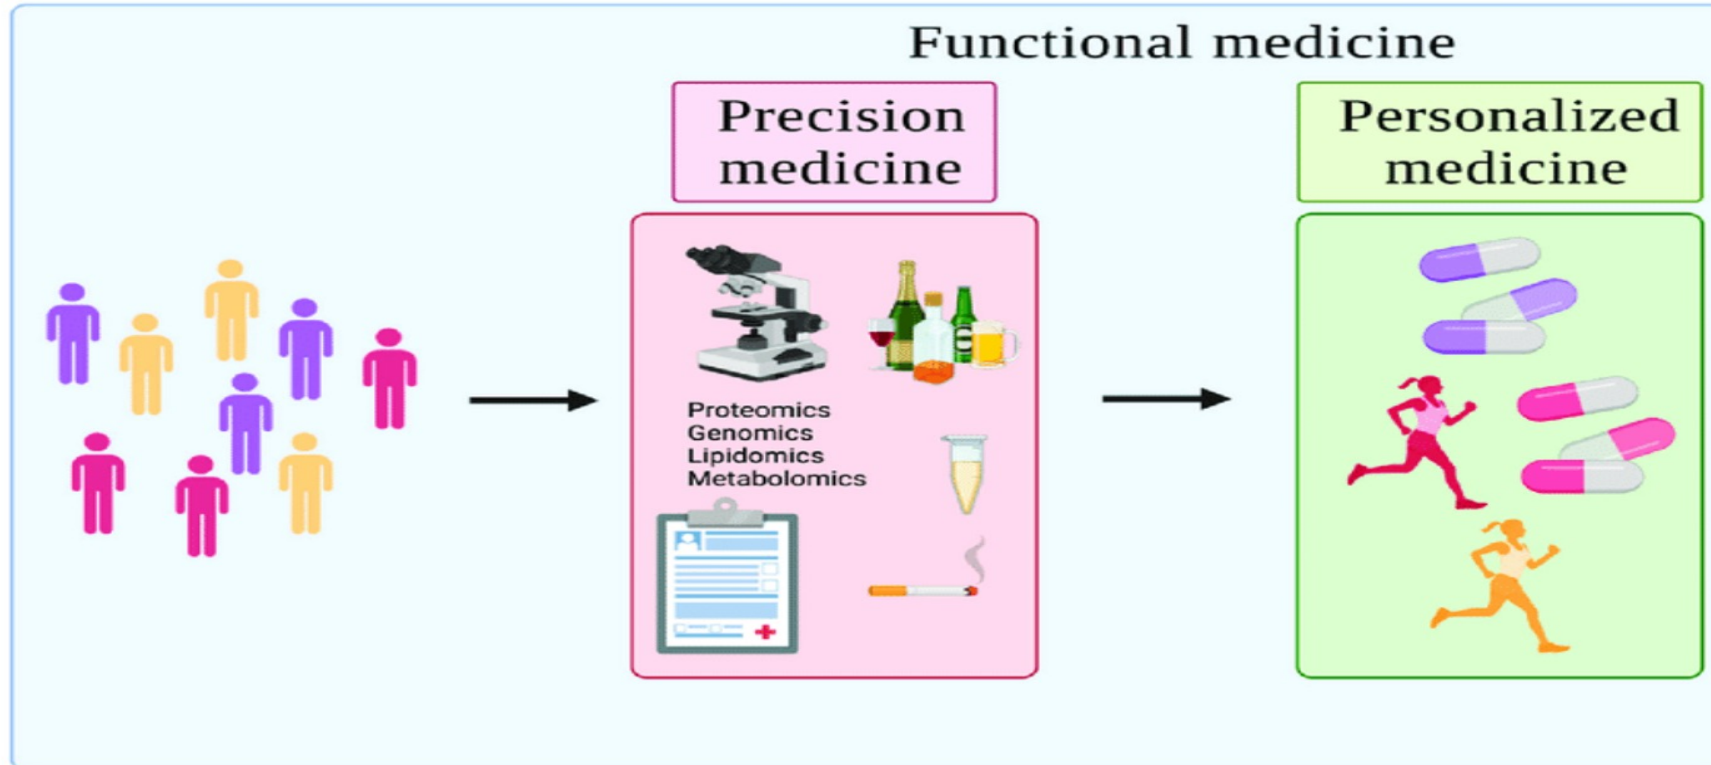 Functional medicine
Precision
medicine
Personalized
medicine
Proteomics
Genomics
Lipidomics
Metabolomics